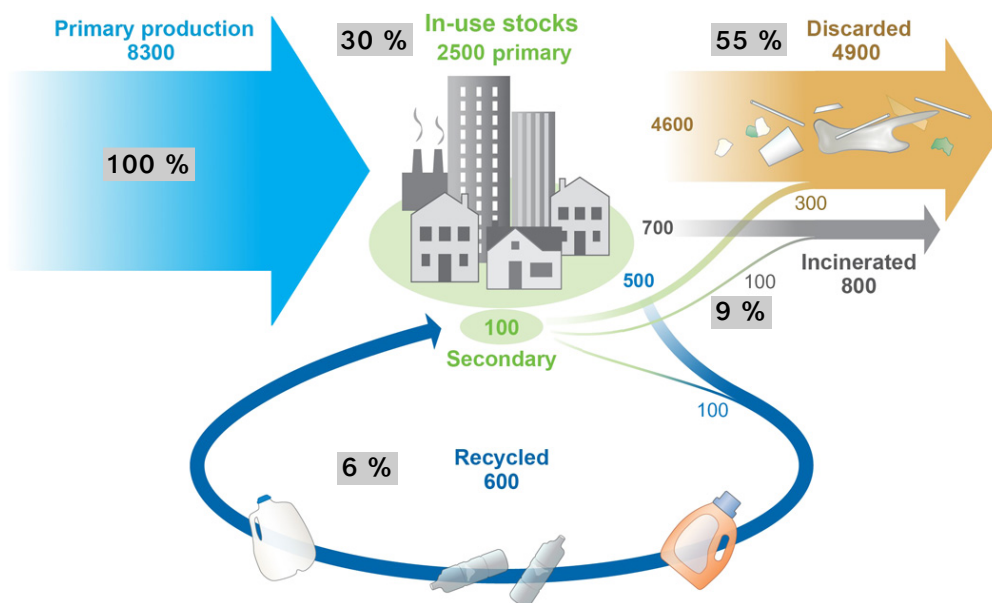 Primary production
8300
100 %
30 %
In-use stocks
2500 primary
55 %
Discarded
4900
4600
300
700
Incinerated
800
100
9 %
500
100
Secondary
100
6 %
Recycled
600